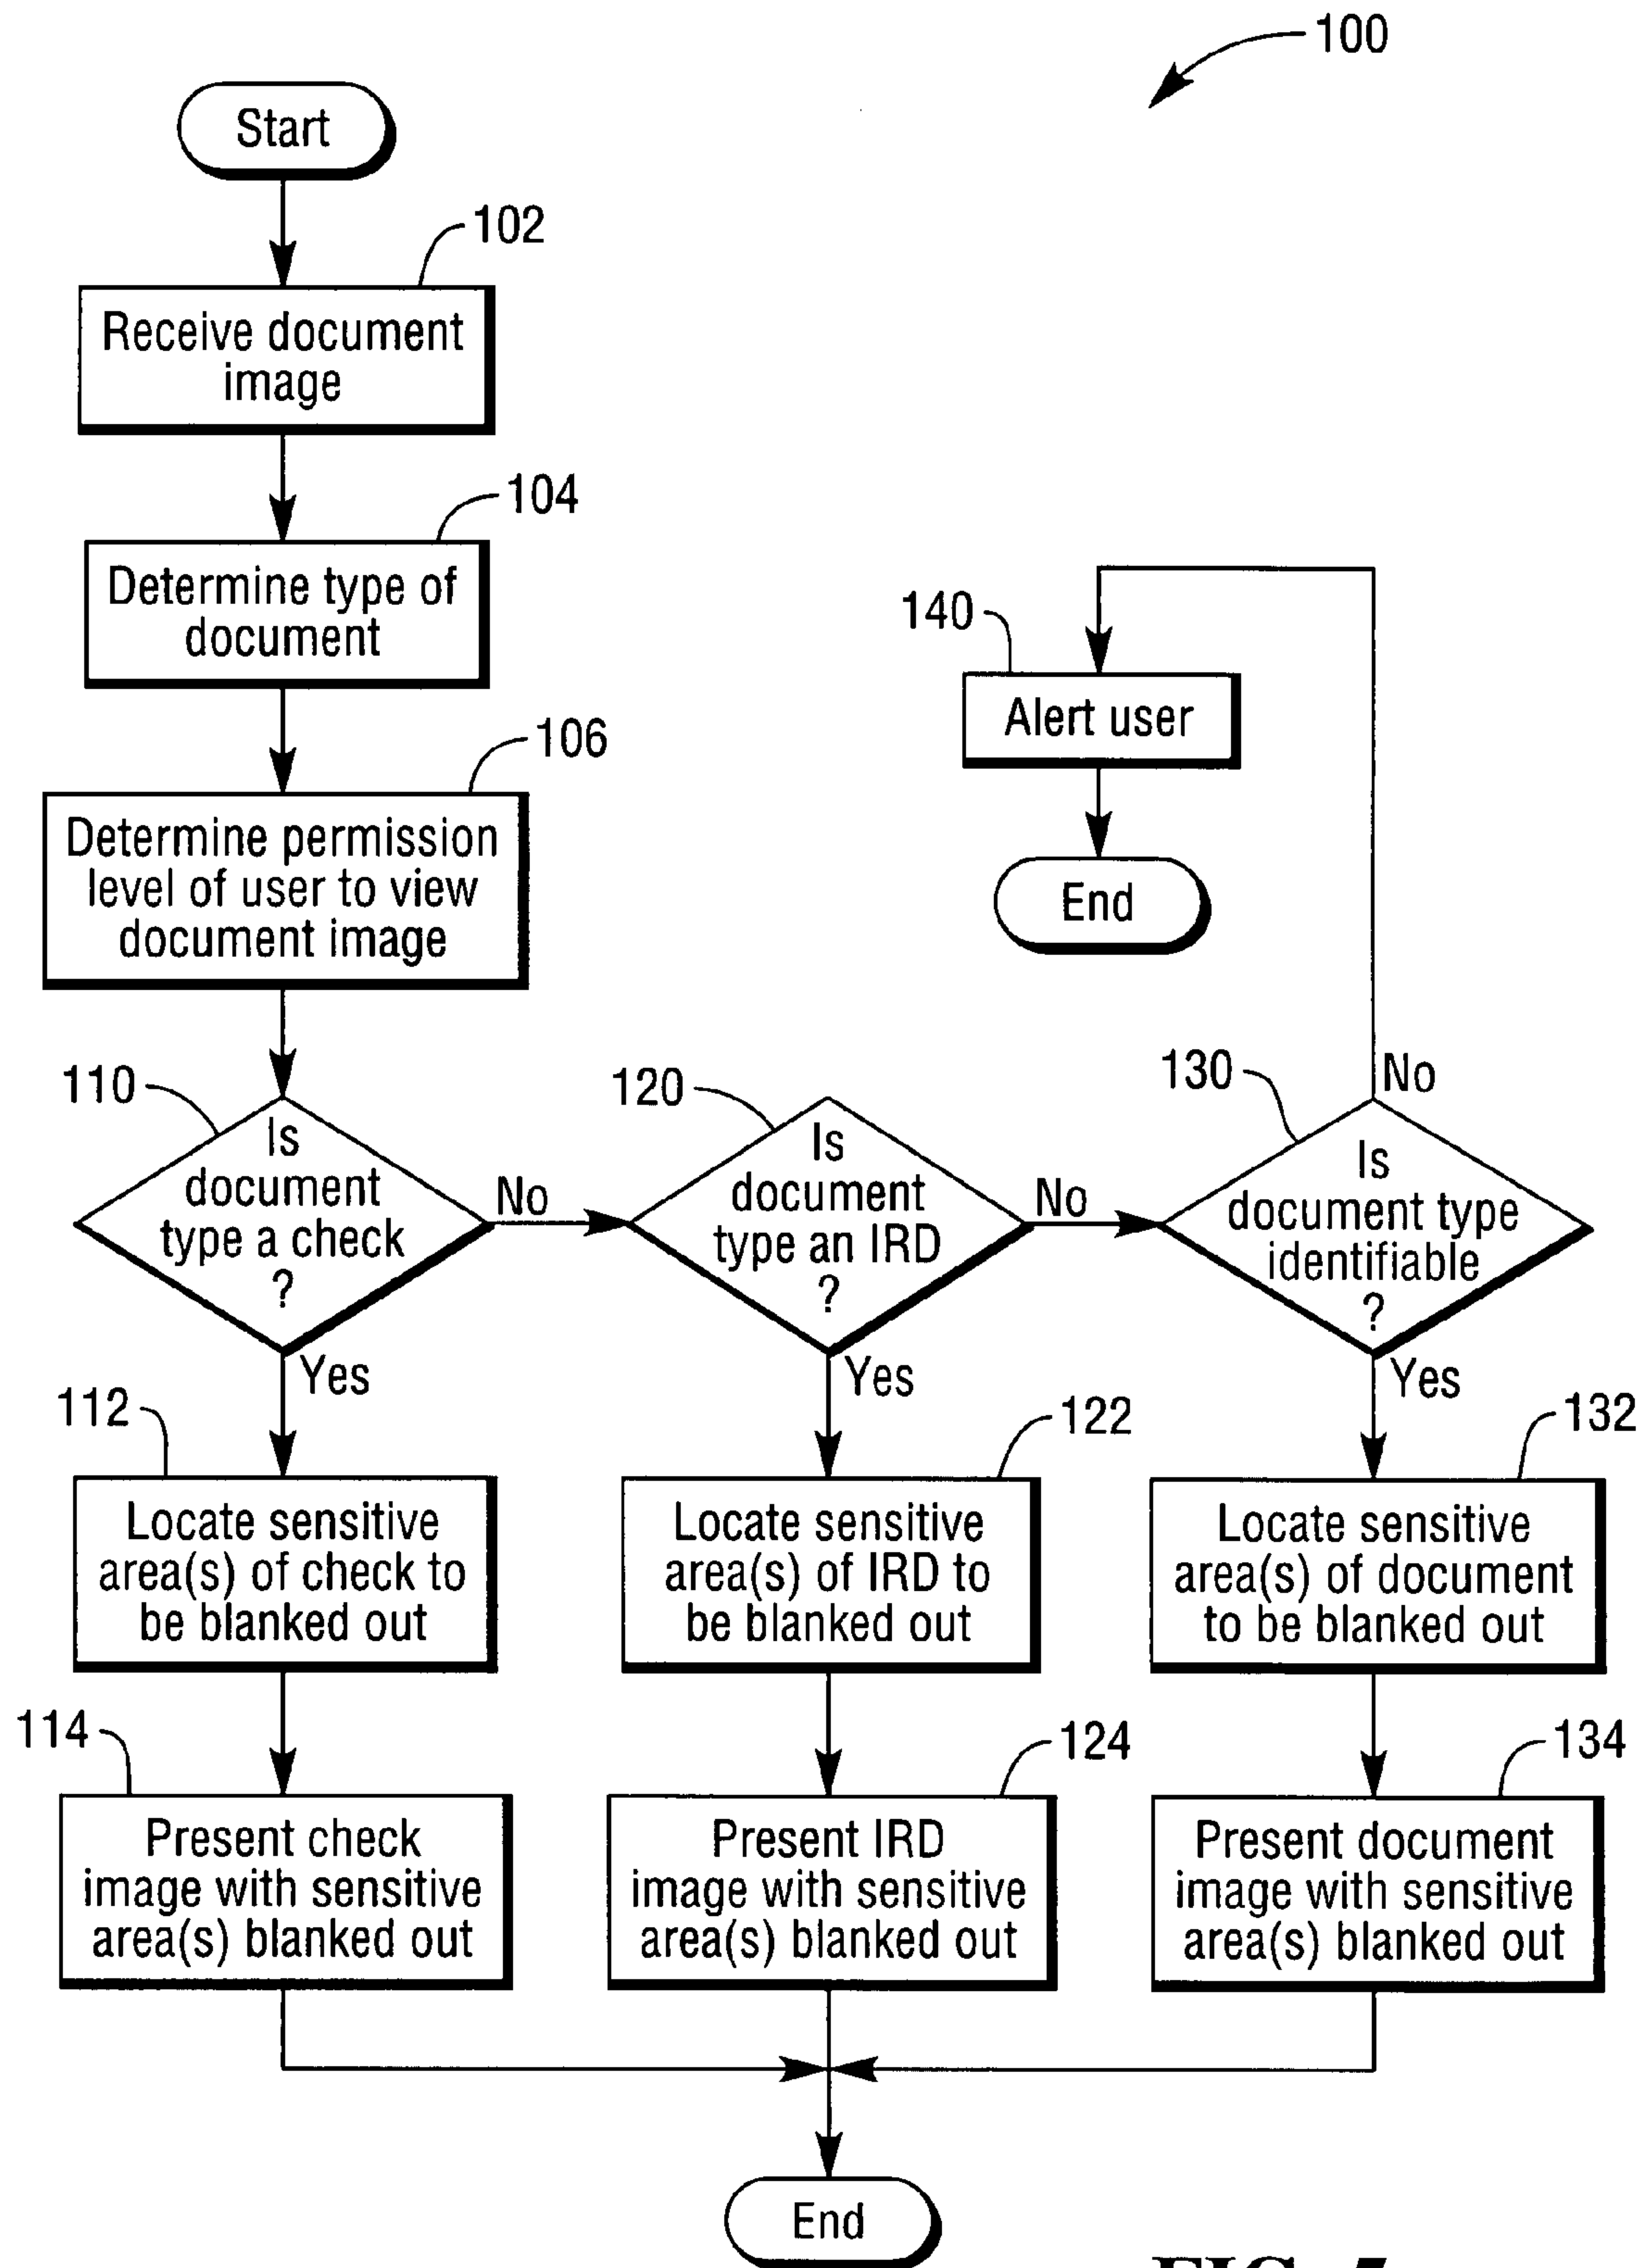 100
Start
102
Receive document
image
104
Determine type of
document
106
Determine permission
level of user to view
document image
140
Alert user
End
110
Is
document
type a check
?
No
Yes
120
Is
document
type an IRD
?
No
Yes
130
Is
document type
identifiable
?
No
Yes
112
Locate sensitive
area(s) of check to
be blanked out
122
Locate sensitive
area(s) of IRD to
be blanked out
132
Locate sensitive
area(s) of document
to be blanked out
114
Present check
image with sensitive
area(s) blanked out
124
Present IRD
image with sensitive
area(s) blanked out
134
Present document
image with sensitive
area(s) blanked out
End